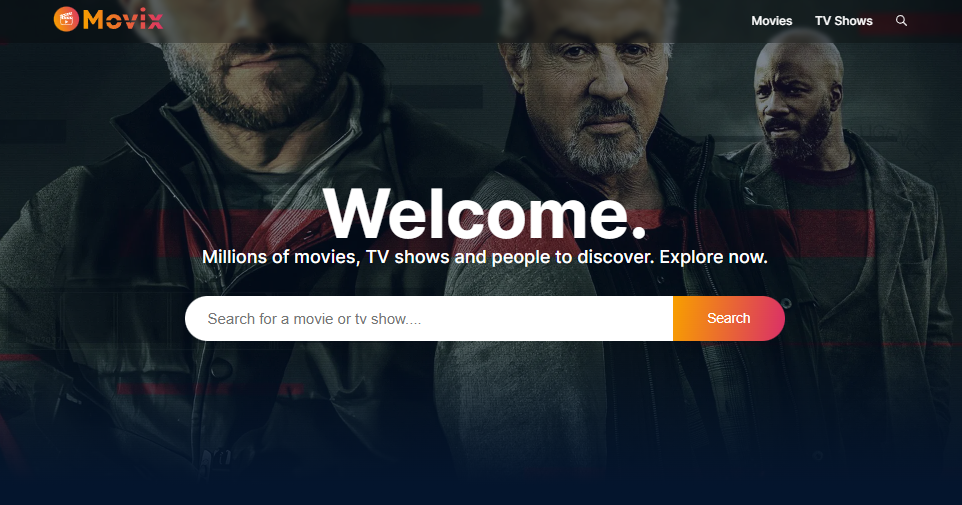 Movix
Movies TV Shows
Welcome.
Millions of movies, TV shows and people to discover. Explore now.
Search for a movie or tv show.... Search